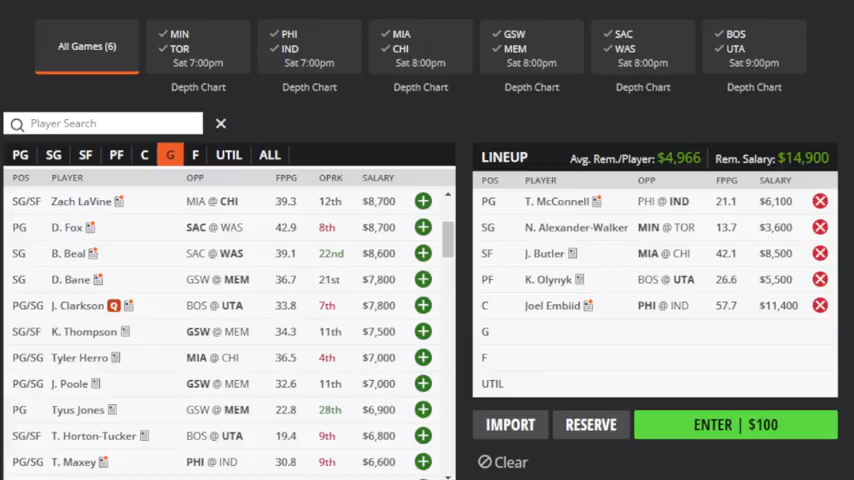 All Games (6)
MIN
TOR
Sat 7:00pm
Depth Chart
PHI
IND
Sat 7:00pm
Depth Chart
MIA
CHI
Sat 8:00pm
Depth Chart
GSW
MEM
Sat 8:00pm
Depth Chart
SAC
WAS
Sat 8:00pm
Depth Chart
BOS
UTA
Sat 9:00pm
Depth Chart
Player Search
PG SG SF PF C G F UTIL ALL
POS PLAYER OPP FPPG OPRK SALARY
SG/SF Zach LaVine MIA @ CHI 39.3 12th $8,700
PG D. Fox SAC @ WAS 42.9 8th $8,700
SG B. Beal SAC @ WAS 39.1 22nd $8,600
SG D. Bane GSW @ MEM 36.7 21st $7,800
PG/SG J. Clarkson Q BOS @ UTA 33.8 7th $7,800
SG/SF K. Thompson GSW @ MEM 34.3 11th $7,500
PG/SG Tyler Herro MIA @ CHI 36.5 4th $7,000
PG/SG J. Poole GSW @ MEM 32.6 11th $7,000
PG Tyus Jones GSW @ MEM 22.8 28th $6,900
SG/SF T. Horton-Tucker BOS @ UTA 19.4 9th $6,800
PG/SG T. Maxey PHI @ IND 30.8 9th $6,600
LINEUP Avg. Rem./Player: $4,966 Rem. Salary: $14,900
POS PLAYER OPP FPPG SALARY
PG T. McConnell PHI @ IND 21.1 $6,100
SG N. Alexander-Walker MIN @ TOR 13.7 $3,600
SF J. Butler MIA @ CHI 42.1 $8,500
PF K. Olynyk BOS @ UTA 26.6 $5,500
C Joel Embiid PHI @ IND 57.7 $11,400
G
F
UTIL
IMPORT RESERVE ENTER | $100
Clear